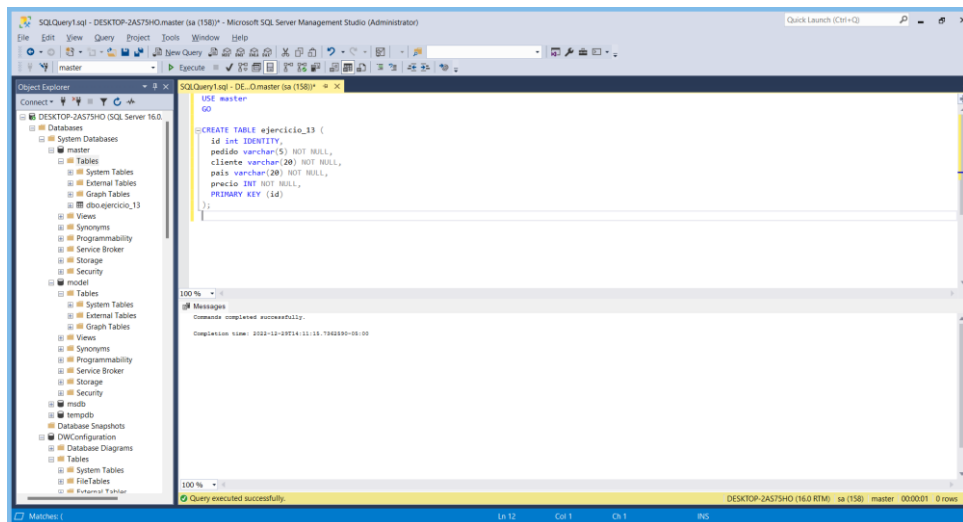 SQLQuery1.sql - DESKTOP-2AS75HO.master (sa (158))* - Microsoft SQL Server Management Studio (Administrator)
Quick Launch (Ctrl+Q)
File Edit View Query Project Tools Window Help
New Query
master
Execute
Object Explorer
Connect
DESKTOP-2AS75HO (SQL Server 16.0.
Databases
System Databases
master
Tables
System Tables
External Tables
Graph Tables
dbo.ejercicio_13
Views
Synonyms
Programmability
Service Broker
Storage
Security
model
Tables
System Tables
External Tables
Graph Tables
Views
Synonyms
Programmability
Service Broker
Storage
Security
msdb
tempdb
Database Snapshots
DWConfiguration
Database Diagrams
Tables
System Tables
FileTables
External Tables
SQLQuery1.sql - DE...O.master (sa (158))*
USE master
GO
CREATE TABLE ejercicio_13 (
id int IDENTITY,
pedido varchar(5) NOT NULL,
cliente varchar(20) NOT NULL,
pais varchar(20) NOT NULL,
precio INT NOT NULL,
PRIMARY KEY (id)
);
100 %
Messages
Commands completed successfully.
Completion time: 2022-12-23T14:11:15.7362590-05:00
100 %
Query executed successfully.
DESKTOP-2AS75HO (16.0 RTM) sa (158) master 00:00:01 0 rows
Matches: (
Ln 12 Col 1 Ch 1 INS